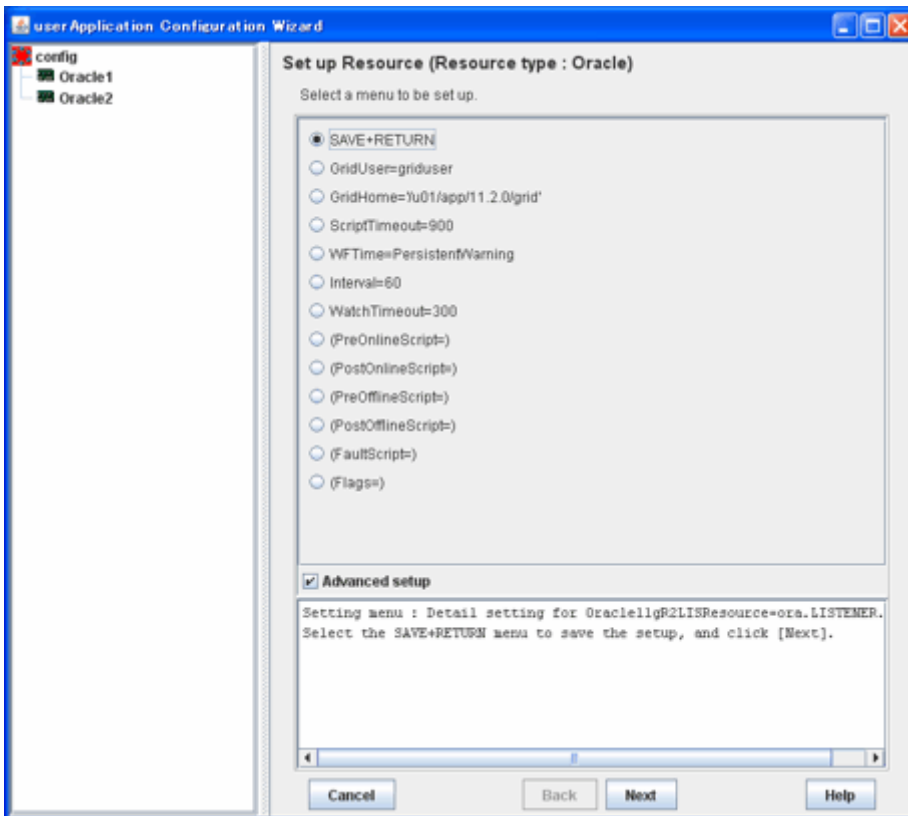 user Application Configuration Wizard
config
Oracle1
Oracle2
Set up Resource (Resource type : Oracle)
Select a menu to be set up.
SAVE+RETURN
GridUser=griduser
GridHome='/u01/app/11.2.0/grid'
ScriptTimeout=900
WFTime=PersistentWarning
Interval=60
WatchTimeout=300
(PreOnlineScript=)
(PostOnlineScript=)
(PreOfflineScript=)
(PostOfflineScript=)
(FaultScript=)
(Flags=)
Advanced setup
Setting menu : Detail setting for Oracle11gR2LISResource=ora.LISTENER.
Select the SAVE+RETURN menu to save the setup, and click [Next].
Cancel Back Next Help